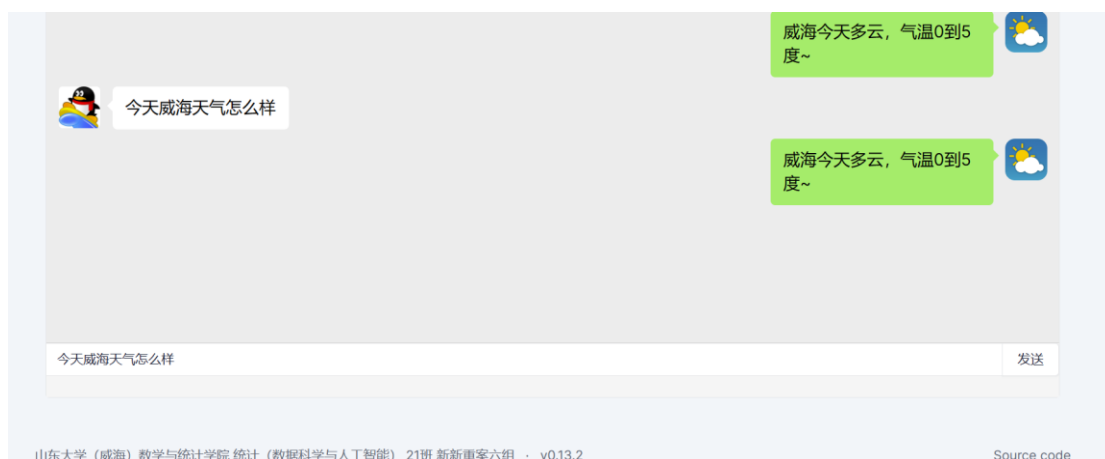 威海今天多云，气温0到5
度~
今天威海天气怎么样
威海今天多云，气温0到5
度~
今天威海天气怎么样 发送
山东大学（威海）数学与统计学院 统计（数据科学与人工智能） 21班 新新重案六组 · v0.13.2 Source code